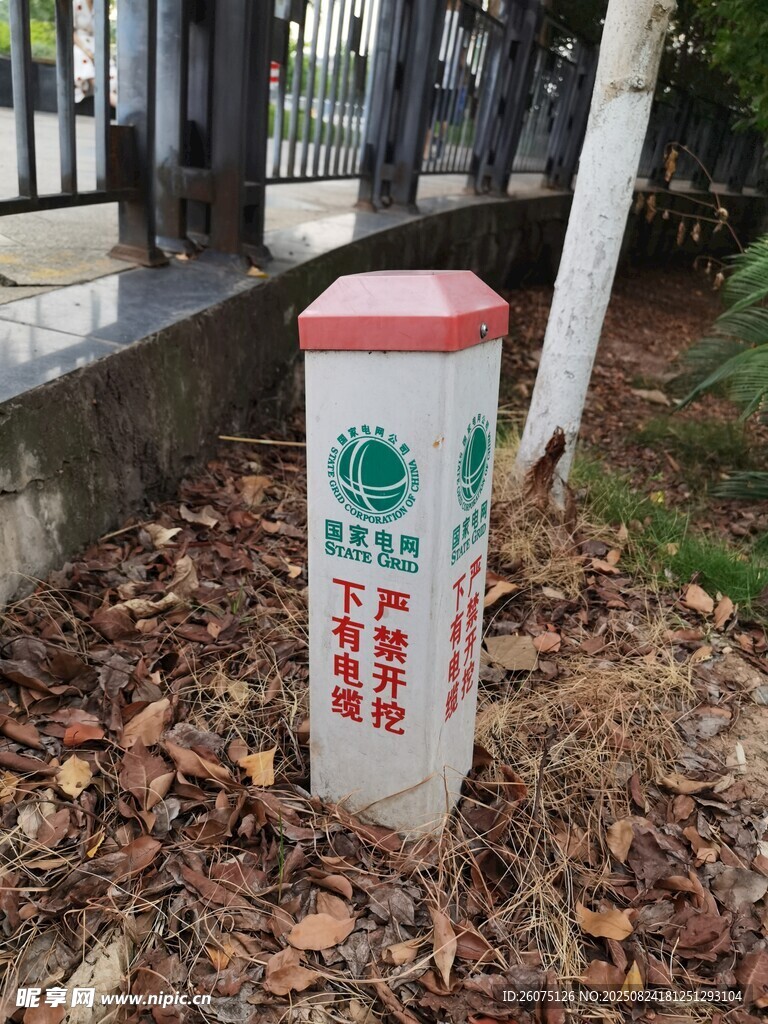 国家电网公司
STATE GRID CORPORATION OF CHINA
国家电网
STATE GRID
下有电缆
严禁开挖
国家电网
STATE GRID
下有电缆
严禁开挖
昵享网 www.nipic.cn
ID:26075126 NO:20250824181251293104